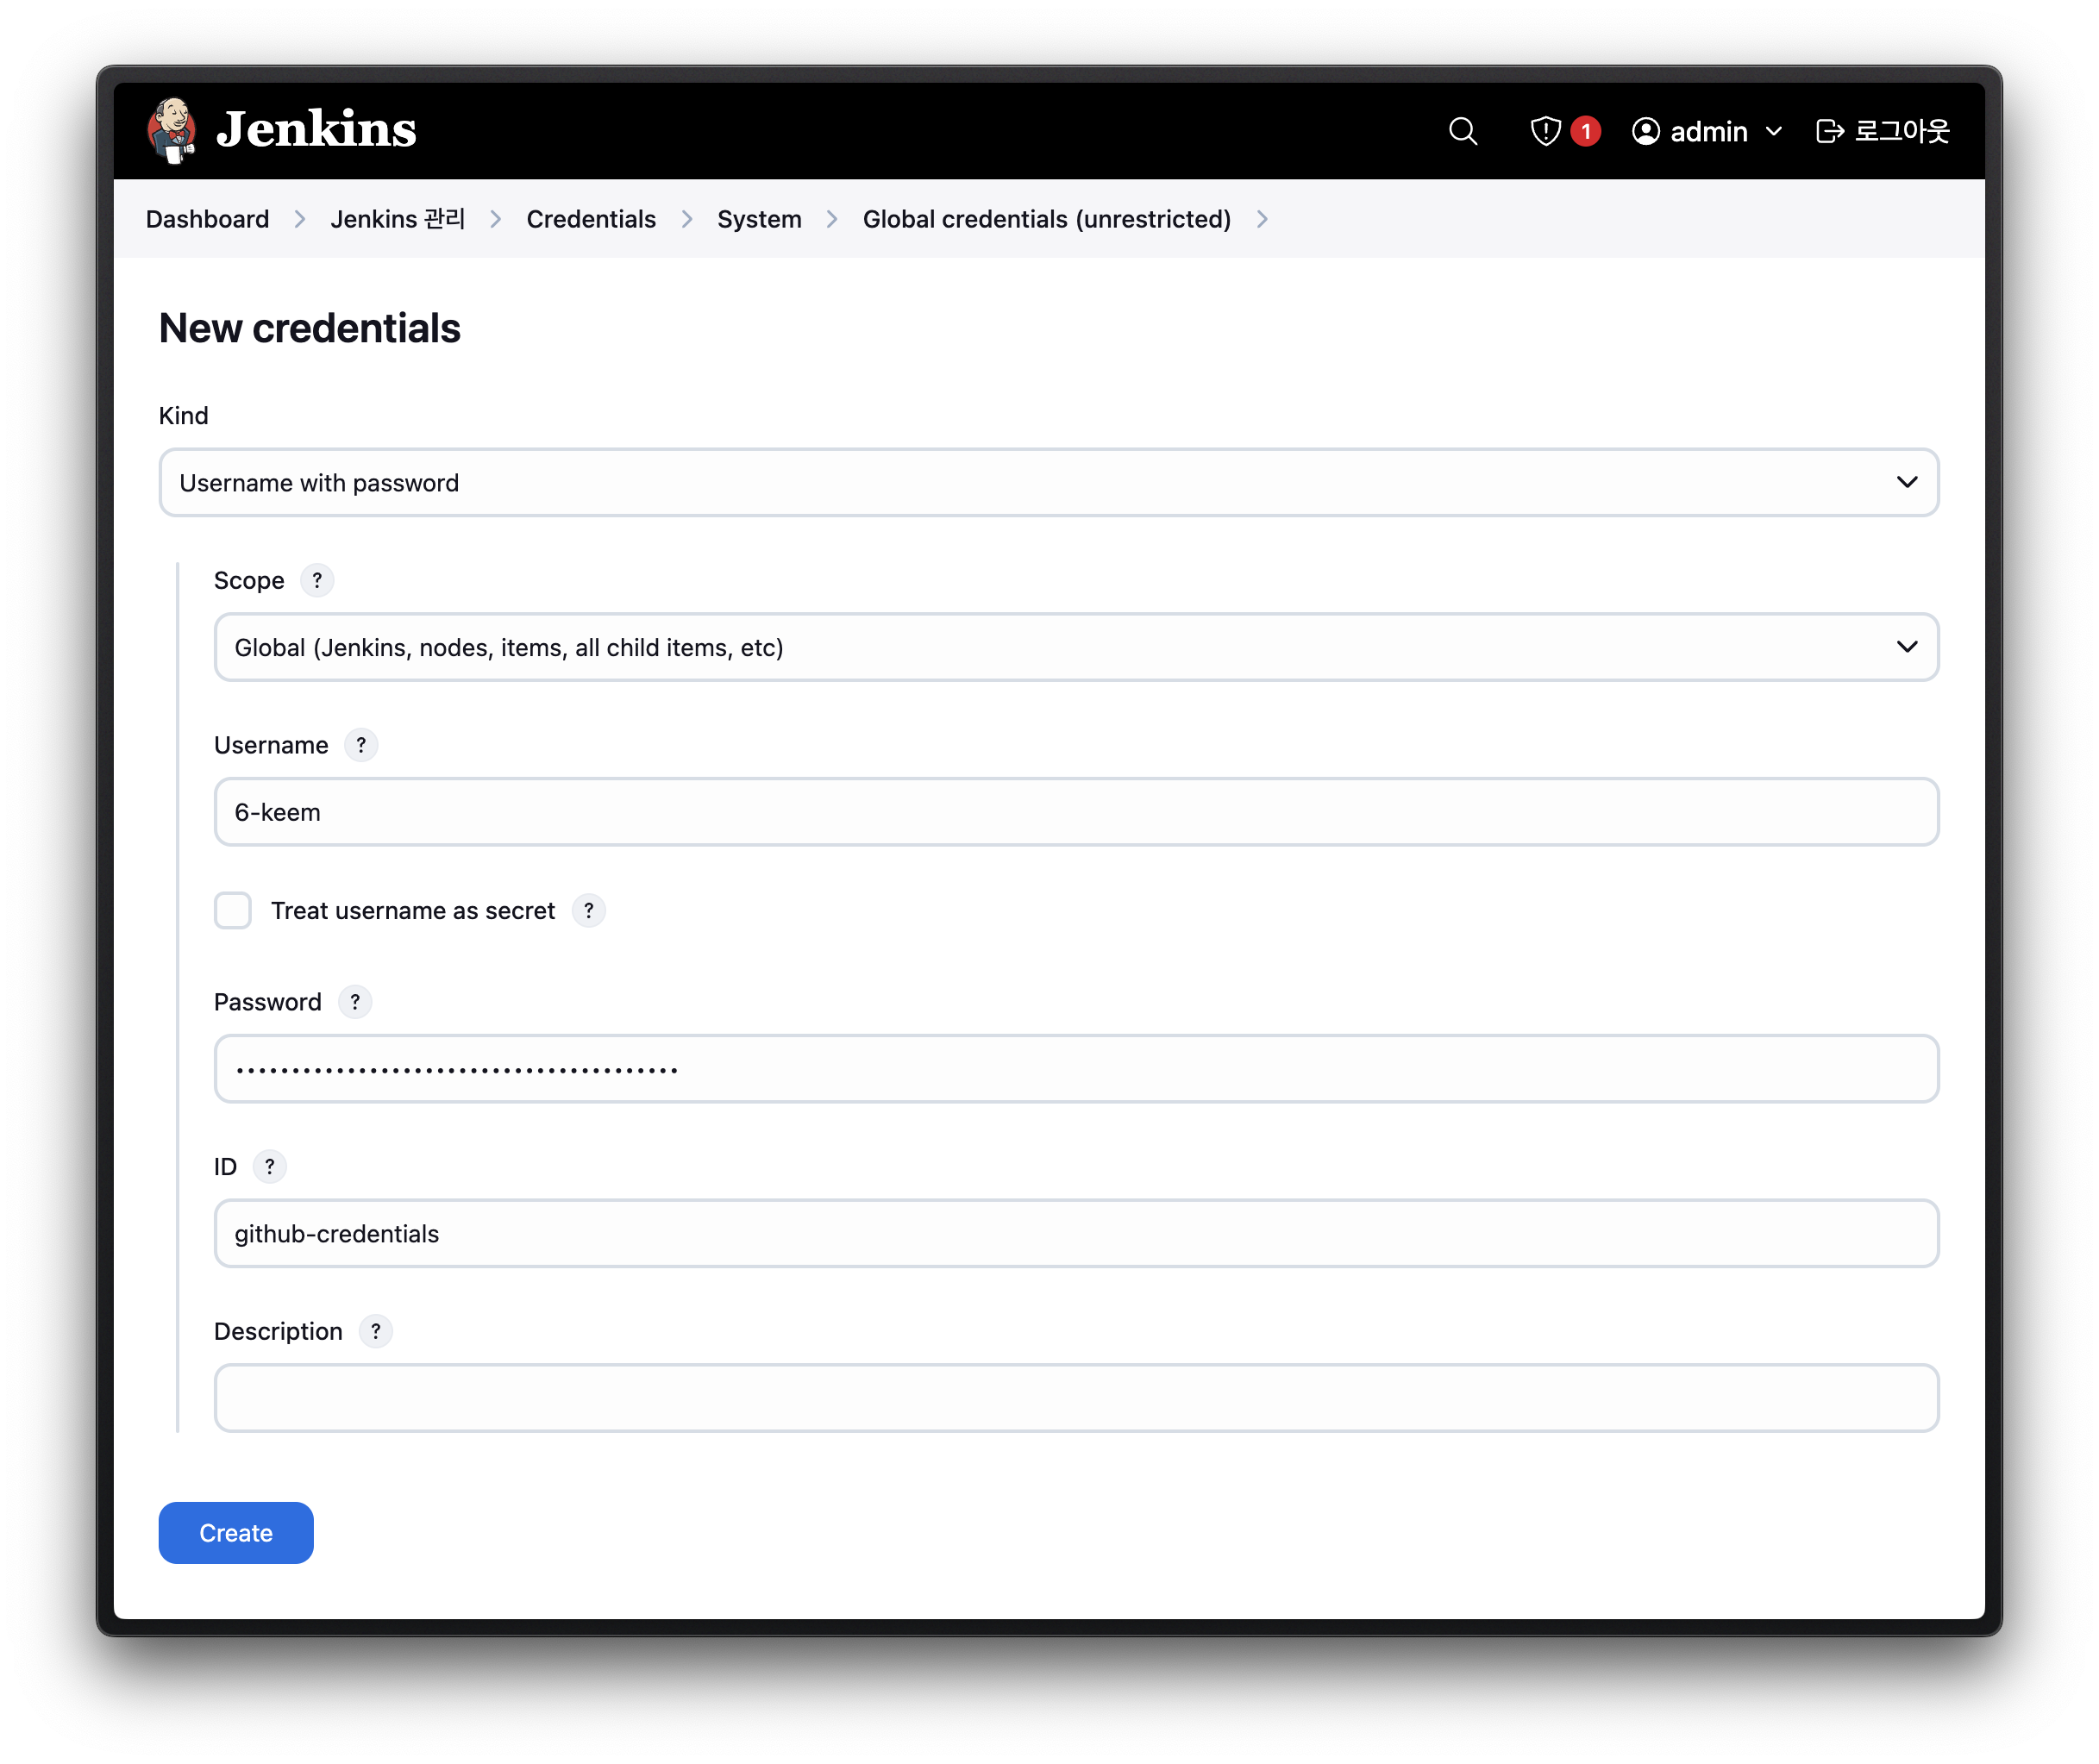 Jenkins
1 admin 로그아웃
Dashboard > Jenkins 관리 > Credentials > System > Global credentials (unrestricted) >
New credentials
Kind
Username with password
Scope ?
Global (Jenkins, nodes, items, all child items, etc)
Username ?
6-keem
Treat username as secret ?
Password ?
••••••••••••••••••••••••••••••••••••••••
ID ?
github-credentials
Description ?
Create